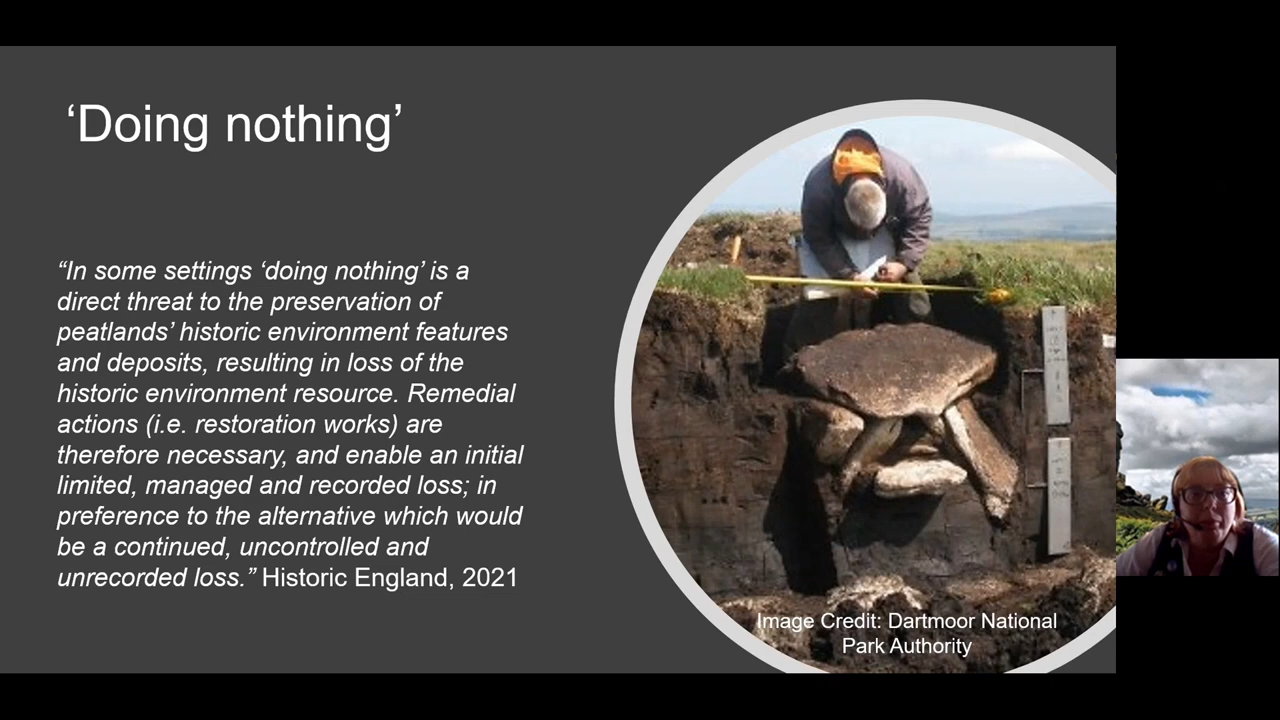 ‘Doing nothing’
“In some settings ‘doing nothing’ is a
direct threat to the preservation of
peatlands’ historic environment features
and deposits, resulting in loss of the
historic environment resource. Remedial
actions (i.e. restoration works) are
therefore necessary, and enable an initial
limited, managed and recorded loss; in
preference to the alternative which would
be a continued, uncontrolled and
unrecorded loss.” Historic England, 2021
Image Credit: Dartmoor National
Park Authority